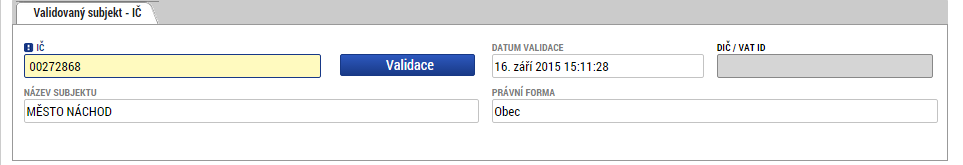 Validovaný subjekt - IČ
IČ
DATUM VALIDACE
DIČ / VAT ID
00272868
Validace
16. září 2015 15:11:28
NÁZEV SUBJEKTU
PRÁVNÍ FORMA
MĚSTO NÁCHOD
Obec